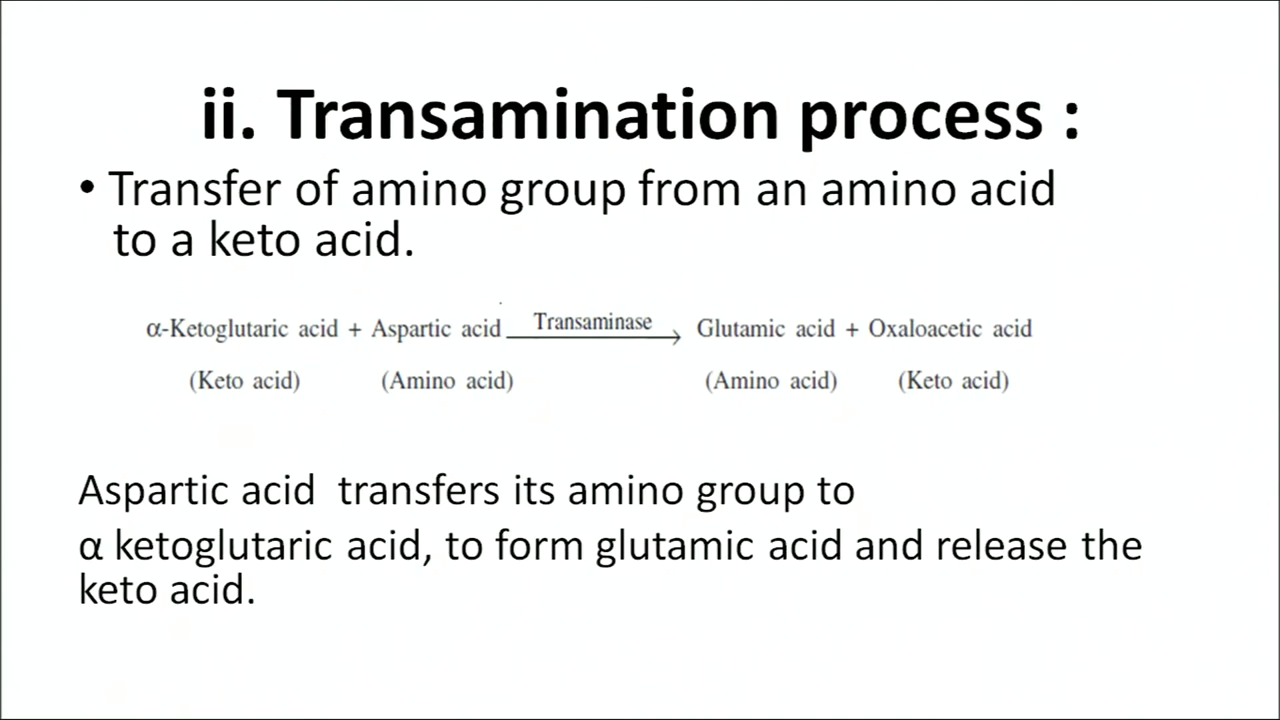 ii. Transamination process :
• Transfer of amino group from an amino acid
to a keto acid.
Transaminase
α-Ketoglutaric acid + Aspartic acid Glutamic acid + Oxaloacetic acid
(Keto acid) (Amino acid) (Amino acid) (Keto acid)
Aspartic acid transfers its amino group to
α ketoglutaric acid, to form glutamic acid and release the
keto acid.